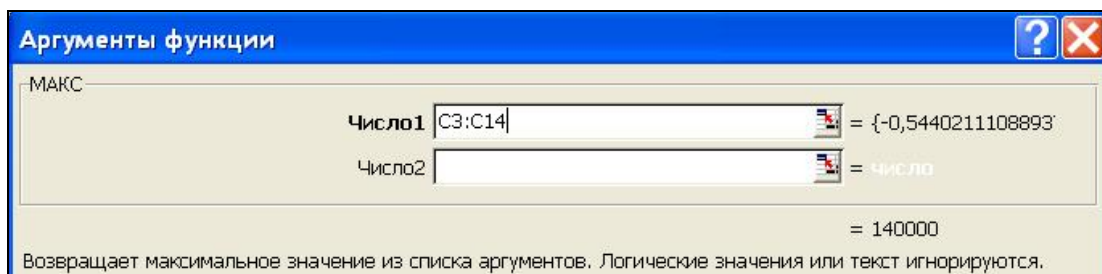 Аргументы функции
МАКС
Число1 C3:C14 = {-0,5440211108893
Число2 = число
= 140000
Возвращает максимальное значение из списка аргументов. Логические значения или текст игнорируются.